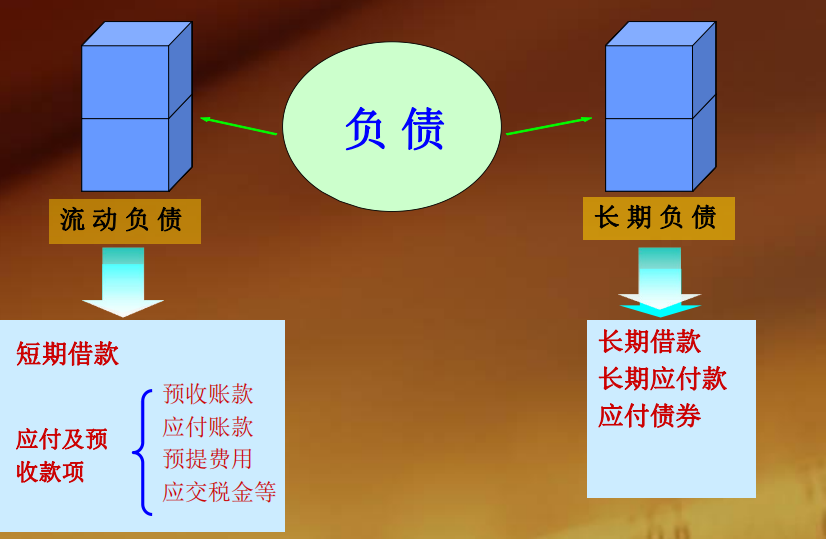 负债
流动负债
长期负债
短期借款
应付及预
收款项
预收账款
应付账款
预提费用
应交税金等
长期借款
长期应付款
应付债券